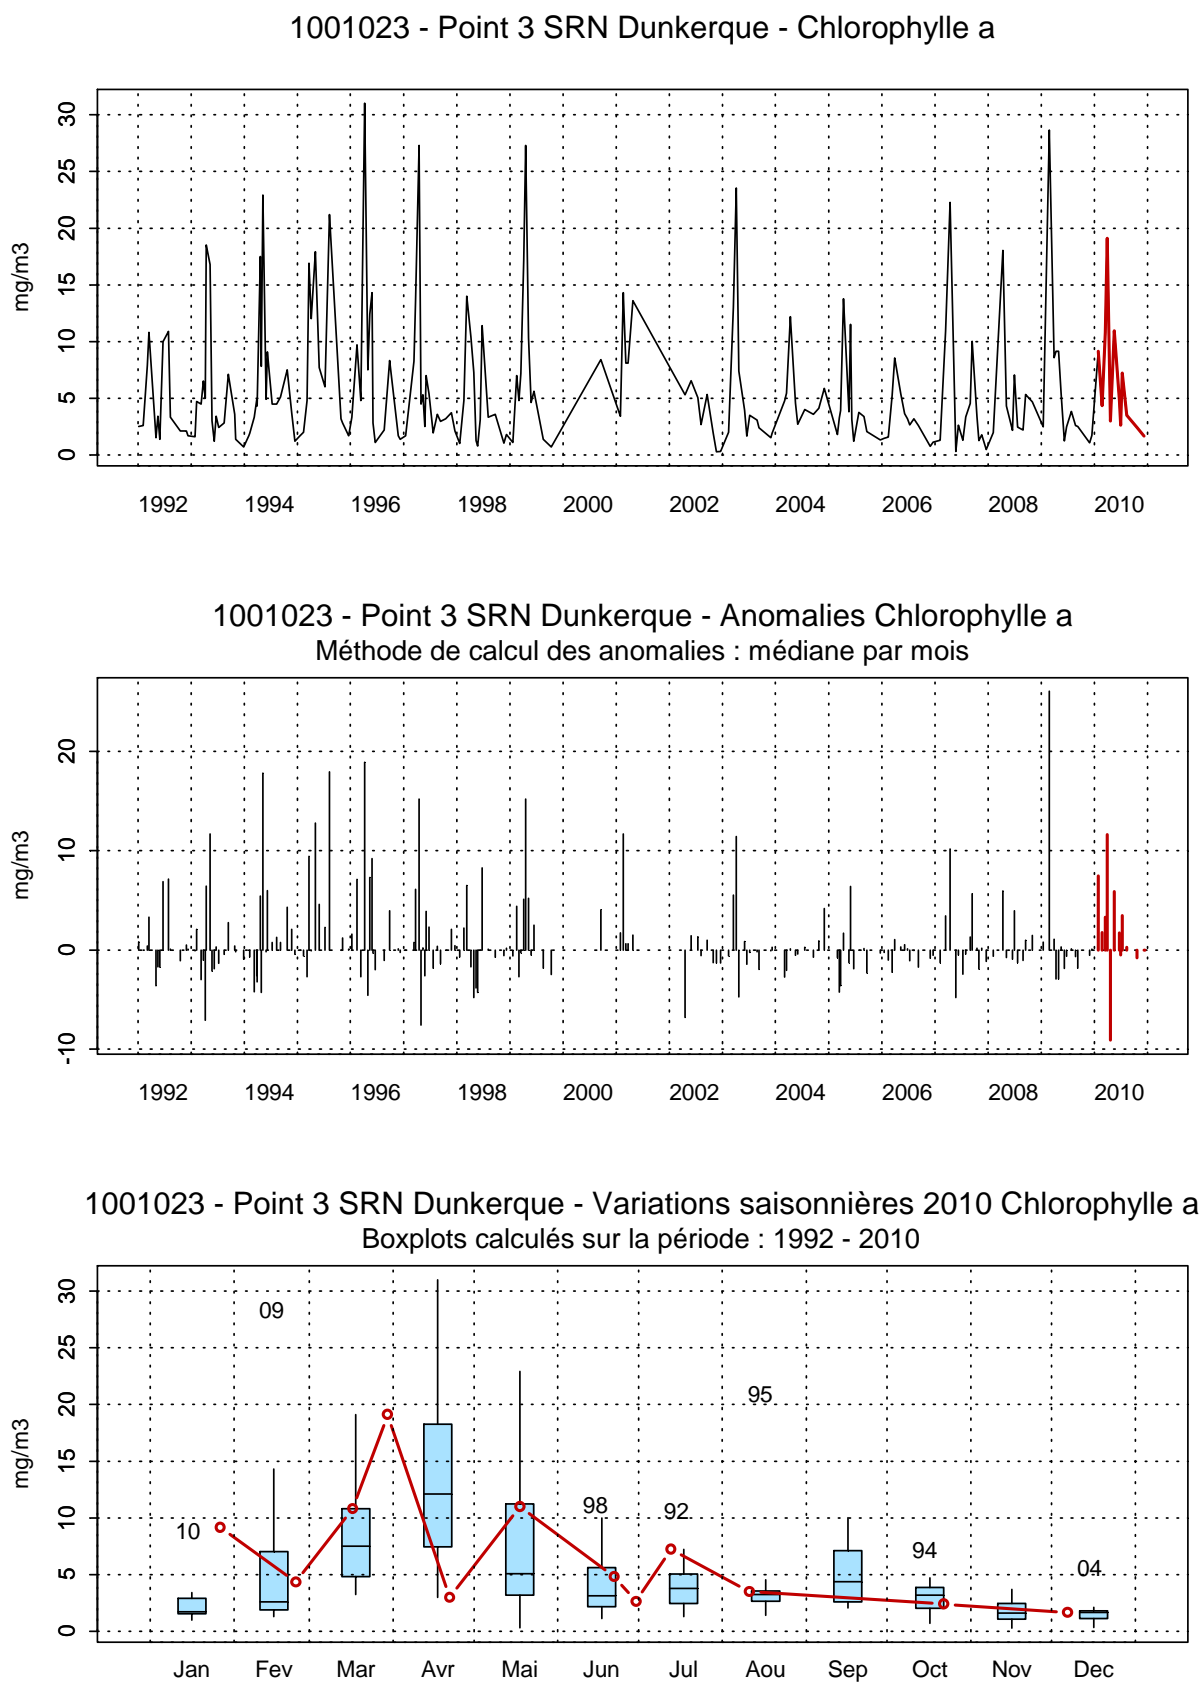 1001023 - Point 3 SRN Dunkerque - Chlorophylle a
30
25
20
15
10
5
0
mg/m3
1992 1994 1996 1998 2000 2002 2004 2006 2008 2010
1001023 - Point 3 SRN Dunkerque - Anomalies Chlorophylle a
Méthode de calcul des anomalies : médiane par mois
20
10
0
-10
mg/m3
1992 1994 1996 1998 2000 2002 2004 2006 2008 2010
1001023 - Point 3 SRN Dunkerque - Variations saisonnières 2010 Chlorophylle a
Boxplots calculés sur la période : 1992 - 2010
30
25
20
15
10
5
0
mg/m3
10
09
98
92
95
94
04
Jan Fev Mar Avr Mai Jun Jul Aou Sep Oct Nov Dec